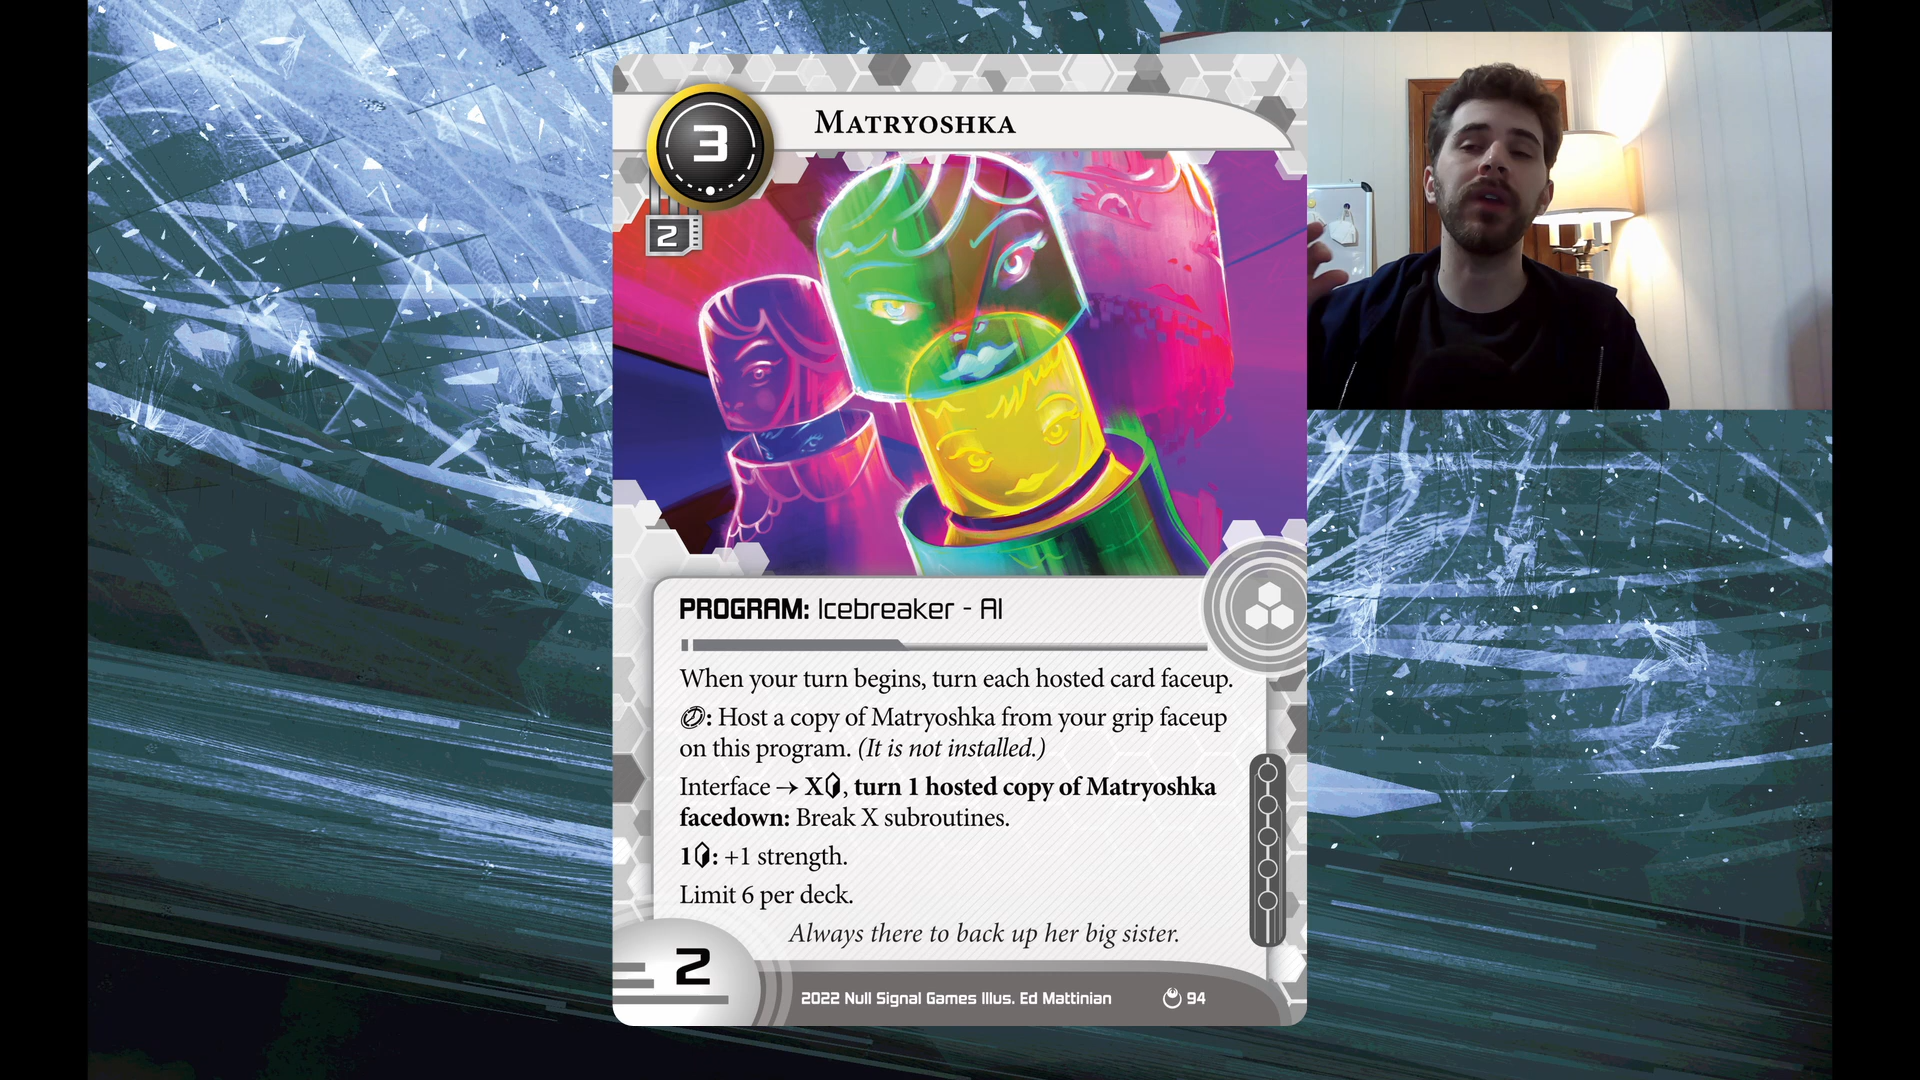 3
MATRYOSHKA
2
PROGRAM: Icebreaker - AI
When your turn begins, turn each hosted card faceup.
: Host a copy of Matryoshka from your grip faceup
on this program. (It is not installed.)
Interface → X, turn 1 hosted copy of Matryoshka
facedown: Break X subroutines.
1: +1 strength.
Limit 6 per deck.
Always there to back up her big sister.
2
2022 Null Signal Games Illus. Ed Mattinian
94